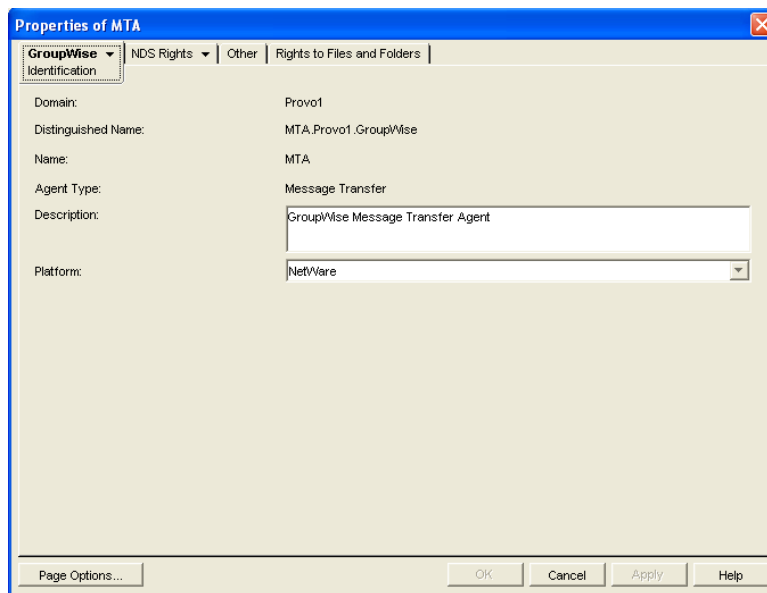 Properties of MTA
GroupWise NDS Rights Other Rights to Files and Folders
Identification
Domain: Provo1
Distinguished Name: MTA.Provo1.GroupWise
Name: MTA
Agent Type: Message Transfer
Description: GroupWise Message Transfer Agent
Platform: NetWare
Page Options... OK Cancel Apply Help